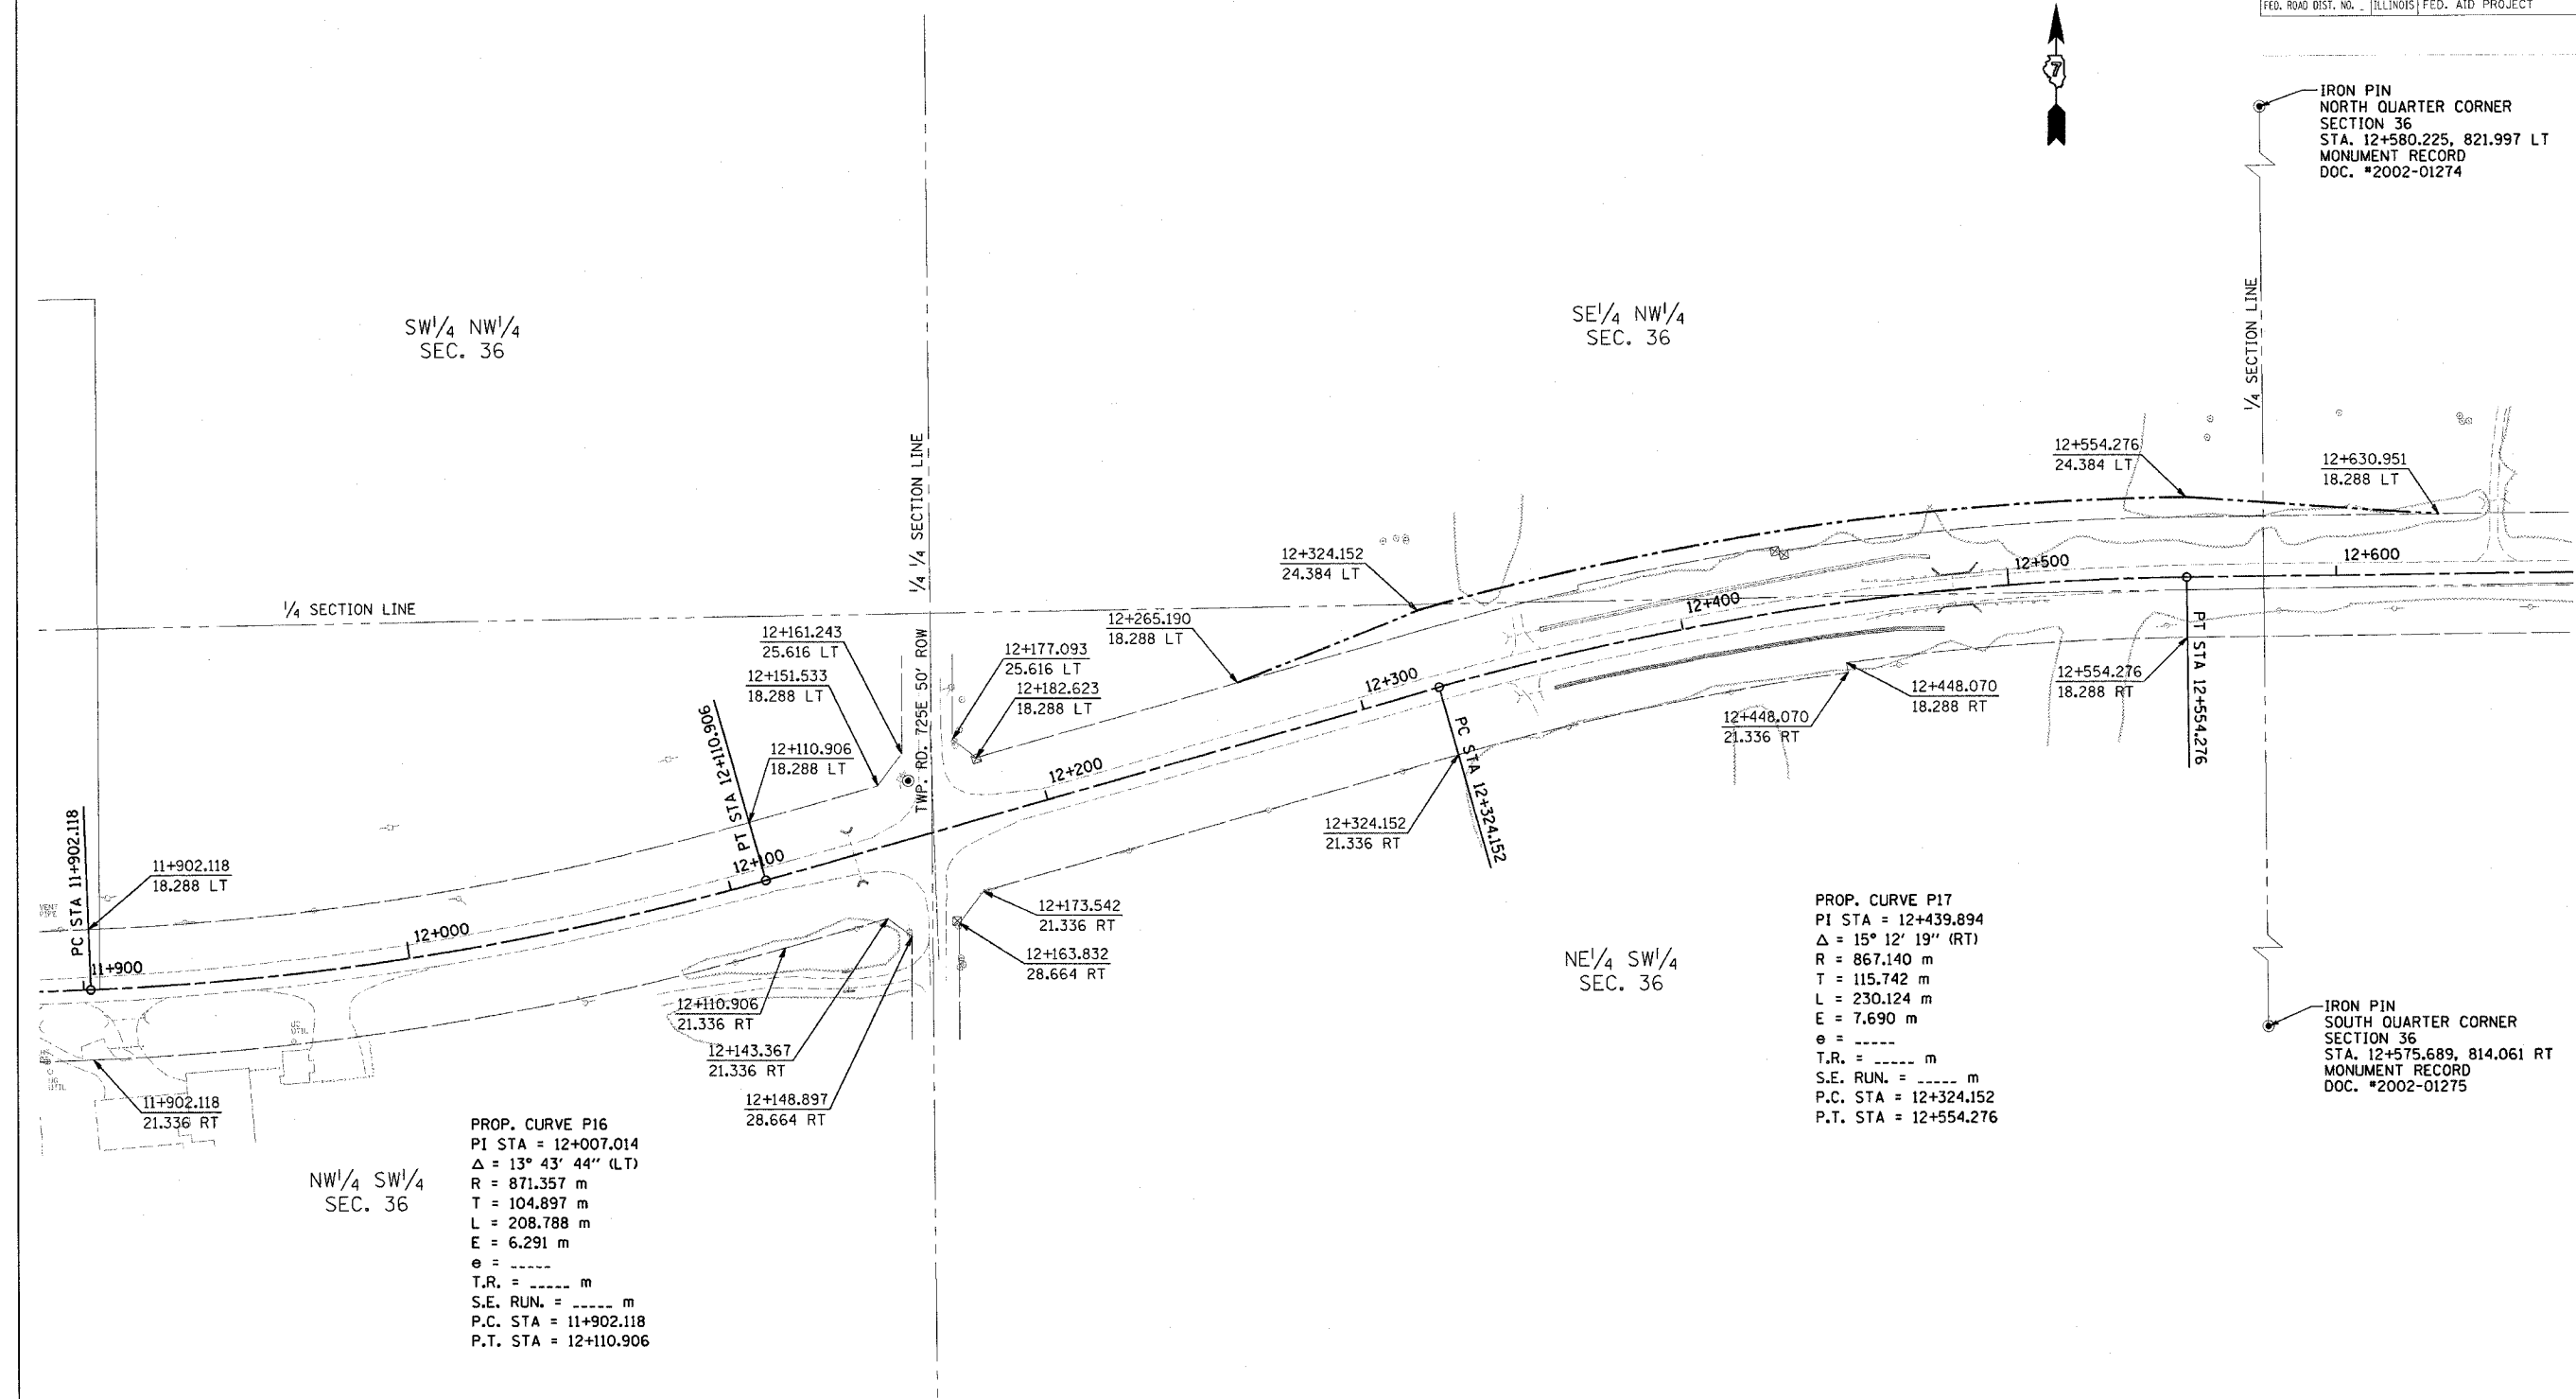 FED. ROAD DIST. NO. _ ILLINOIS FED. AID PROJECT
7
IRON PIN
NORTH QUARTER CORNER
SECTION 36
STA. 12+580.225, 821.997 LT
MONUMENT RECORD
DOC. #2002-01274
SW1/4 NW1/4
SEC. 36
SE1/4 NW1/4
SEC. 36
1/4 SECTION LINE
1/4 1/4 SECTION LINE
1/4 SECTION LINE
TWP. RD. 725E 50' ROW
12+554.276
24.384 LT
12+630.951
18.288 LT
12+324.152
24.384 LT
12+500
12+600
12+400
12+265.190
18.288 LT
12+161.243
25.616 LT
12+151.533
18.288 LT
12+177.093
25.616 LT
12+182.623
18.288 LT
12+300
12+448.070
18.288 RT
12+554.276
18.288 RT
12+448.070
21.336 RT
PT STA 12+554.276
PT STA 12+110.906
12+110.906
18.288 LT
12+200
PC STA 12+324.152
12+324.152
21.336 RT
PC STA 11+902.118
11+902.118
18.288 LT
12+100
12+000
11+900
VENT
PIPE
12+173.542
21.336 RT
12+163.832
28.664 RT
12+110.906
21.336 RT
12+143.367
21.336 RT
12+148.897
28.664 RT
UG
UTIL
UG
UTIL
11+902.118
21.336 RT
NW1/4 SW1/4
SEC. 36
PROP. CURVE P16
PI STA = 12+007.014
Δ = 13° 43' 44" (LT)
R = 871.357 m
T = 104.897 m
L = 208.788 m
E = 6.291 m
e = _____
T.R. = _____ m
S.E. RUN. = _____ m
P.C. STA = 11+902.118
P.T. STA = 12+110.906
NE1/4 SW1/4
SEC. 36
PROP. CURVE P17
PI STA = 12+439.894
Δ = 15° 12' 19" (RT)
R = 867.140 m
T = 115.742 m
L = 230.124 m
E = 7.690 m
e = _____
T.R. = _____ m
S.E. RUN. = _____ m
P.C. STA = 12+324.152
P.T. STA = 12+554.276
IRON PIN
SOUTH QUARTER CORNER
SECTION 36
STA. 12+575.689, 814.061 RT
MONUMENT RECORD
DOC. #2002-01275